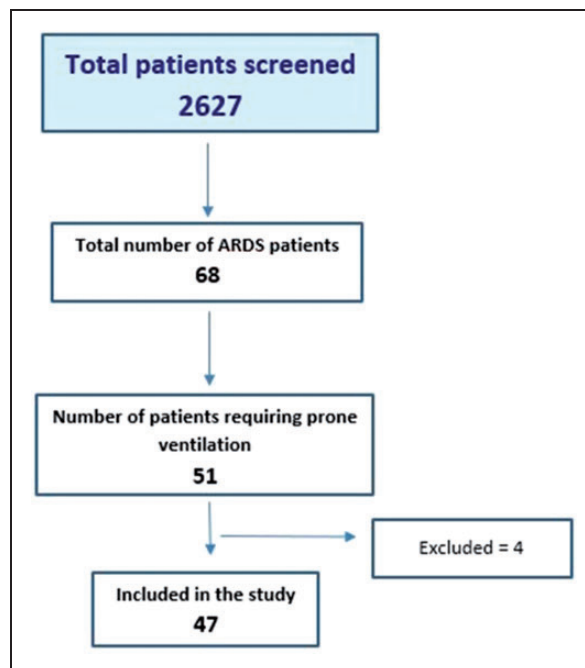 Total patients screened
2627
Total number of ARDS patients
68
Number of patients requiring prone
ventilation
51
Excluded = 4
Included in the study
47